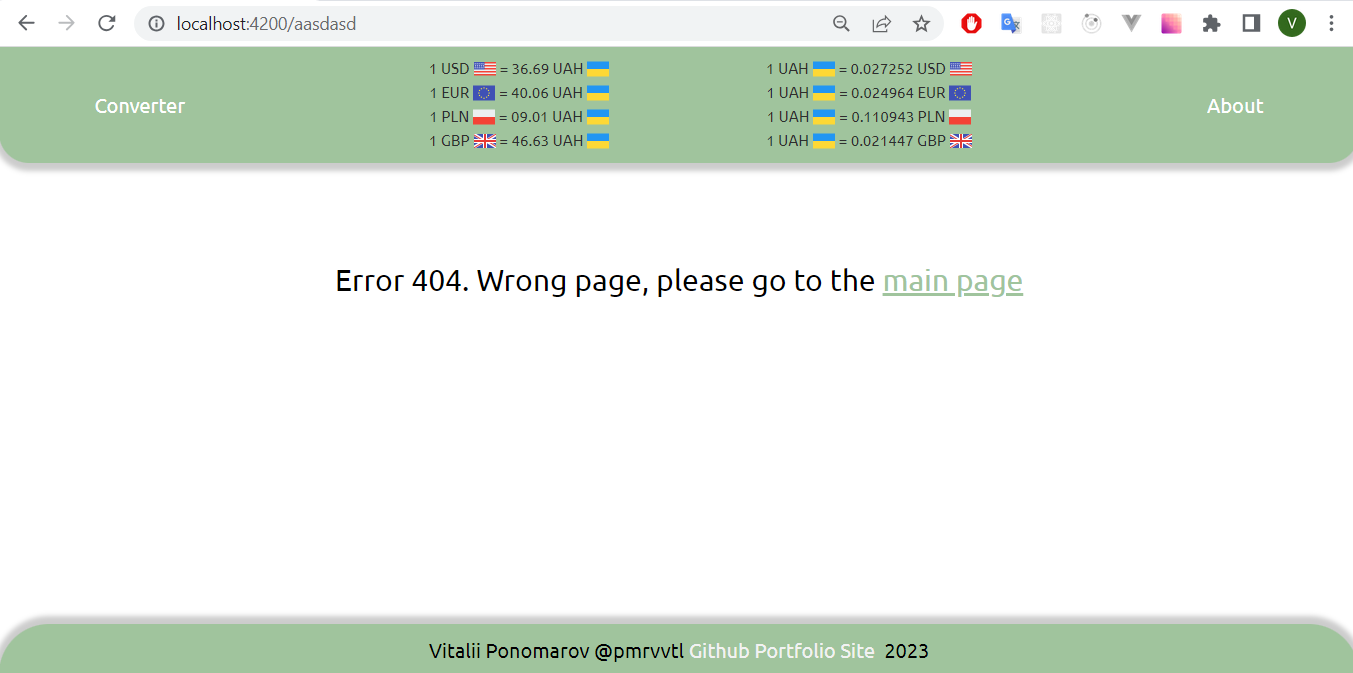 localhost:4200/aasdasd
V
Converter
1 USD = 36.69 UAH
1 EUR = 40.06 UAH
1 PLN = 09.01 UAH
1 GBP = 46.63 UAH
1 UAH = 0.027252 USD
1 UAH = 0.024964 EUR
1 UAH = 0.110943 PLN
1 UAH = 0.021447 GBP
About
Error 404. Wrong page, please go to the main page
Vitalii Ponomarov @pmrvvtl Github Portfolio Site 2023